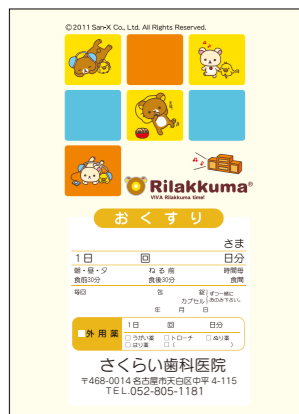 ©2011 San-X Co., Ltd. All Rights Reserved.
Rilakkuma®
VIVA Rilakkuma time!
おくすり
さま
1日 回 日分
朝・昼・夕 ねる前 時間毎
食前30分 食後30分 食間
毎回 包 錠 ずつ一緒に
カプセル おのみ下さい。
年 月 日
外用薬
1日 回 日分
□うがい薬 □トローチ □ぬり薬
□はり薬 □( )
さくらい歯科医院
〒468-0014 名古屋市天白区中平 4-115
TEL.052-805-1181